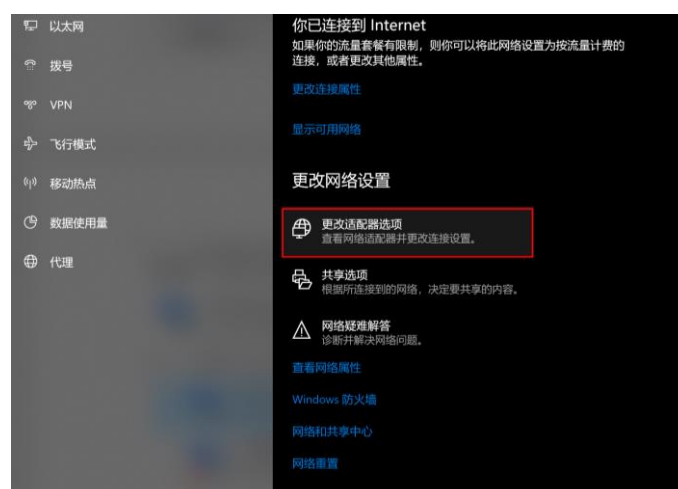 以太网
拨号
VPN
飞行模式
移动热点
数据使用量
代理
你已连接到 Internet
如果你的流量套餐有限制，则你可以将此网络设置为按流量计费的
连接，或者更改其他属性。
更改连接属性
显示可用网络
更改网络设置
更改适配器选项
查看网络适配器并更改连接设置。
共享选项
根据所连接到的网络，决定要共享的内容。
网络疑难解答
诊断并解决网络问题。
查看网络属性
Windows 防火墙
网络和共享中心
网络重置